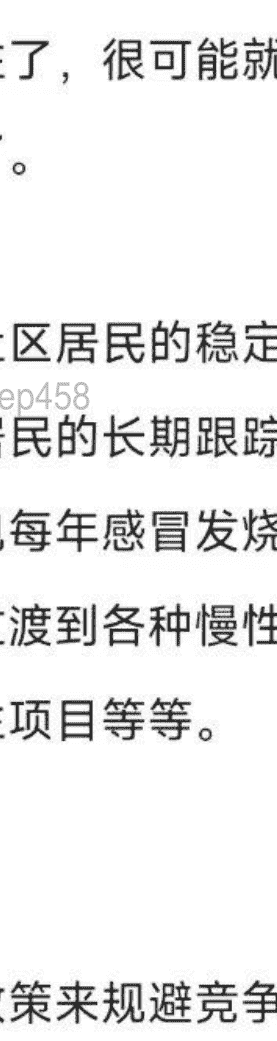 了，很可能就
。
区居民的稳定
ep458
民的长期跟踪
每年感冒发烧
渡到各种慢性
项目等等。
策来规避竞争